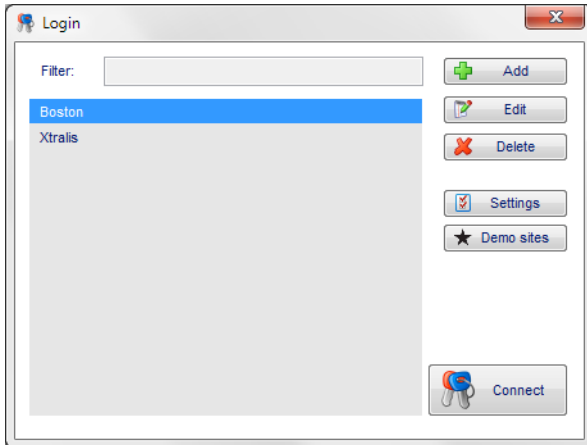 Login
Filter:
Add
Boston
Edit
Xtralis
Delete
Settings
Demo sites
Connect